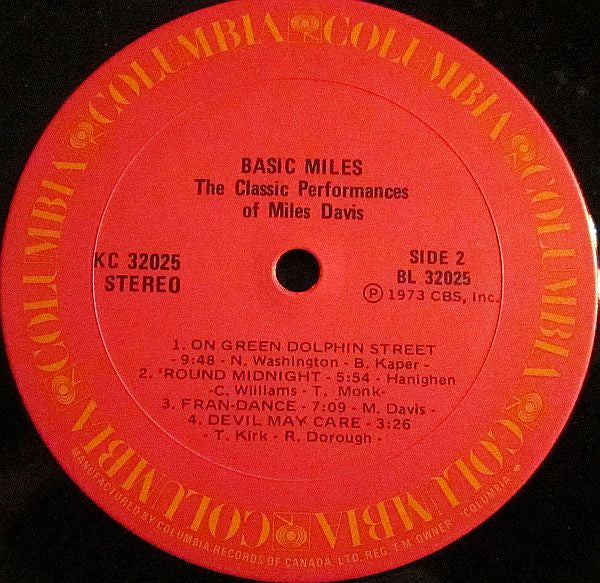 COLUMBIA COLUMBIA COLUMBIA COLUMBIA COLUMBIA COLUMBIA
BASIC MILES
The Classic Performances
of Miles Davis
KC 32025
STEREO
SIDE 2
BL 32025
Ⓟ 1973 CBS, Inc.
1. ON GREEN DOLPHIN STREET
- 9:48 - N. Washington - B. Kaper -
2. 'ROUND MIDNIGHT - 5:54 - Hanighen
-C. Williams - T. Monk-
3. FRAN-DANCE - 7:09 - M. Davis -
4. DEVIL MAY CARE - 3:26
- T. Kirk - R. Dorough -
MANUFACTURED BY COLUMBIA RECORDS OF CANADA, LTD. REG. T.M. OWNER "COLUMBIA"